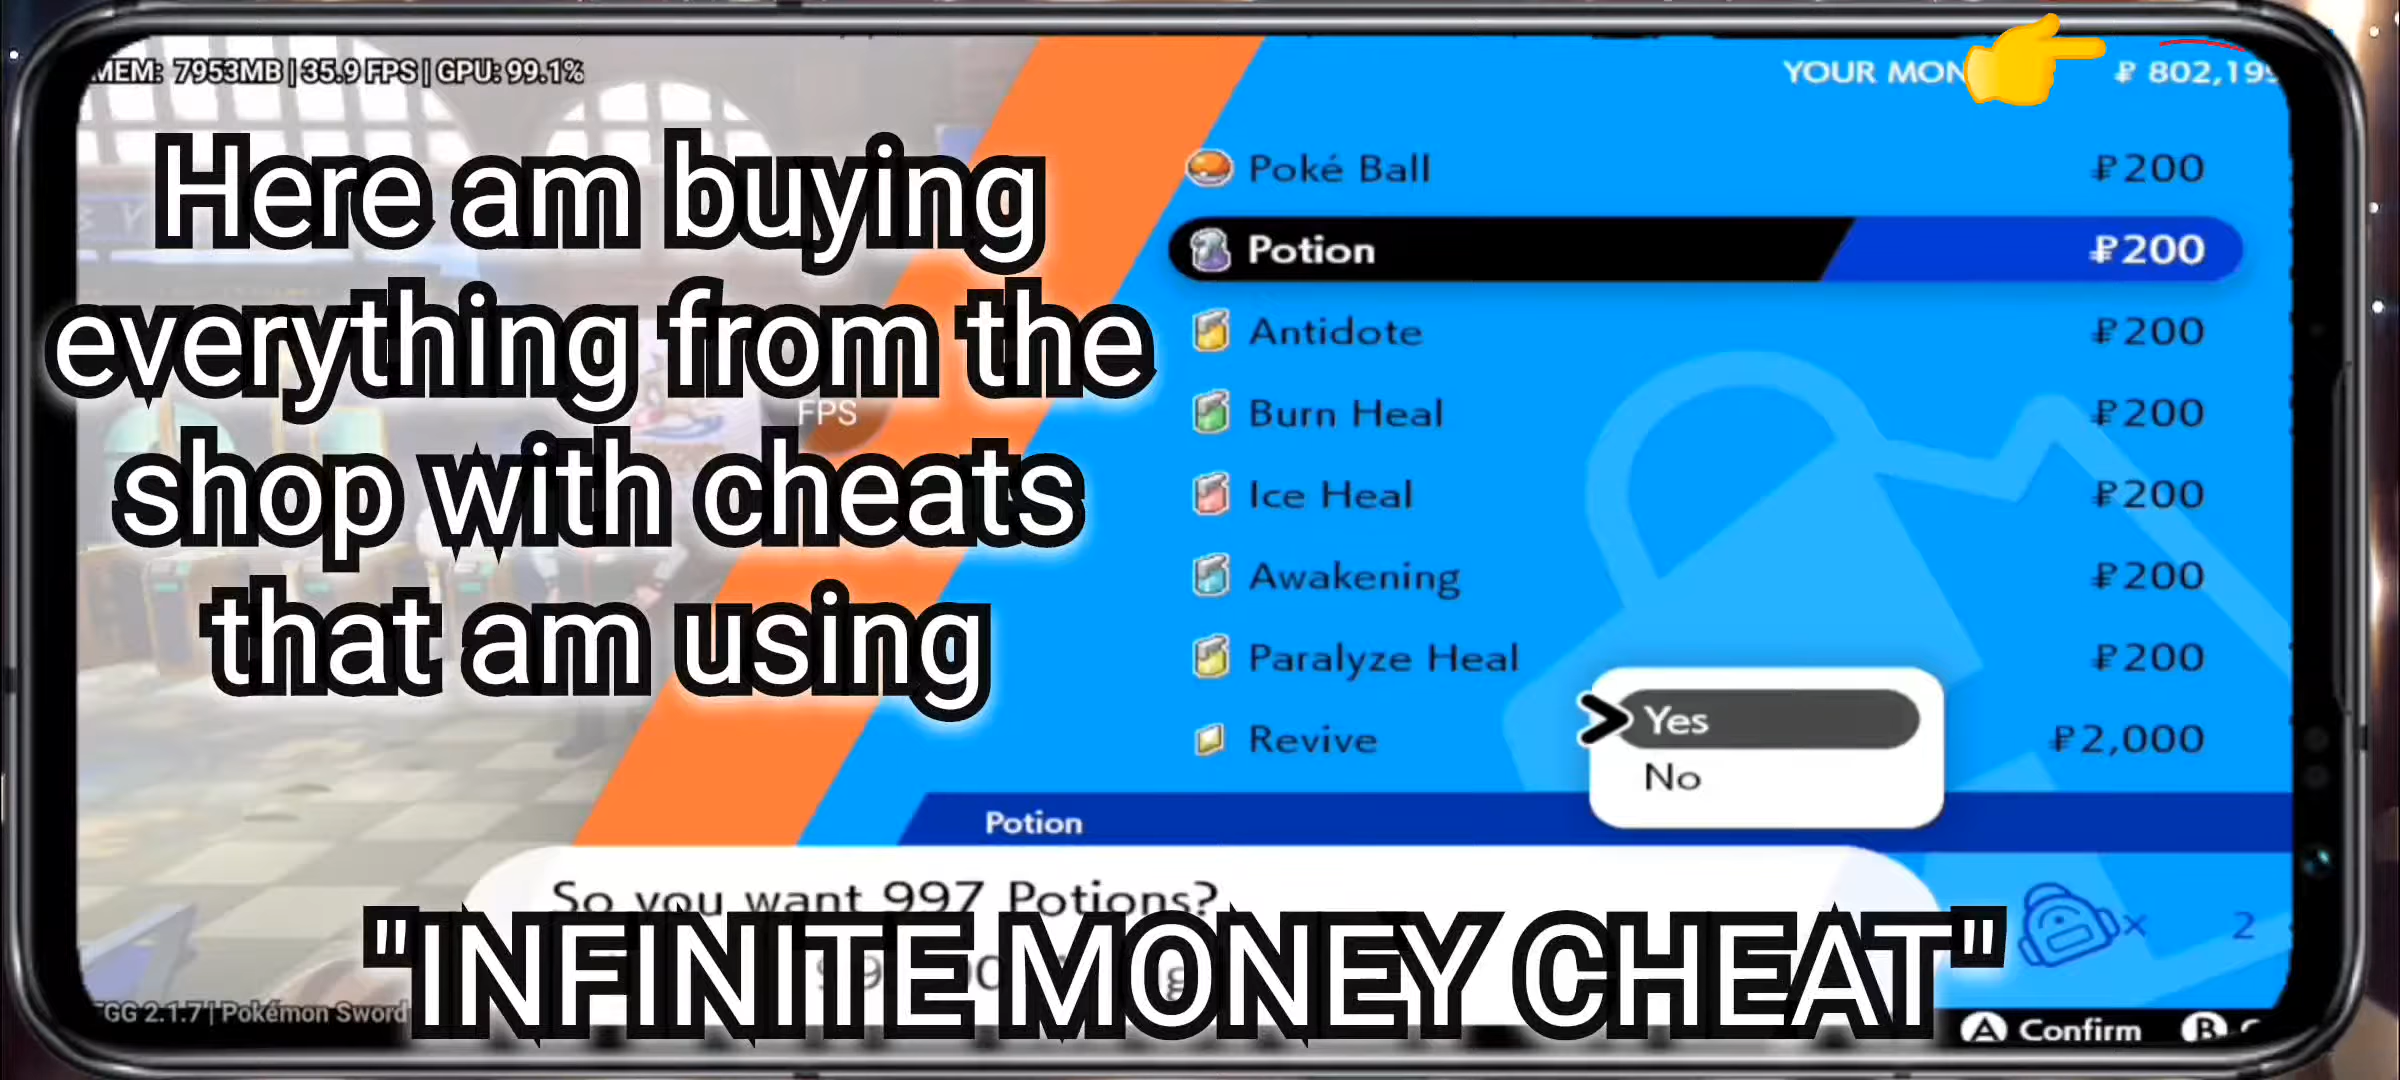 MEM: 7953MB | 35.9 FPS | GPU: 99.1%
YOUR MON
₽ 802,199
Here am buying
everything from the
shop with cheats
that am using
FPS
Poké Ball ₽200
Potion ₽200
Antidote ₽200
Burn Heal ₽200
Ice Heal ₽200
Awakening ₽200
Paralyze Heal ₽200
Revive ₽2,000
Yes
No
Potion
So you want 997 Potions?
"INFINITE MONEY CHEAT"
× 2
EGG 2.1.7 | Pokémon Sword
A Confirm B